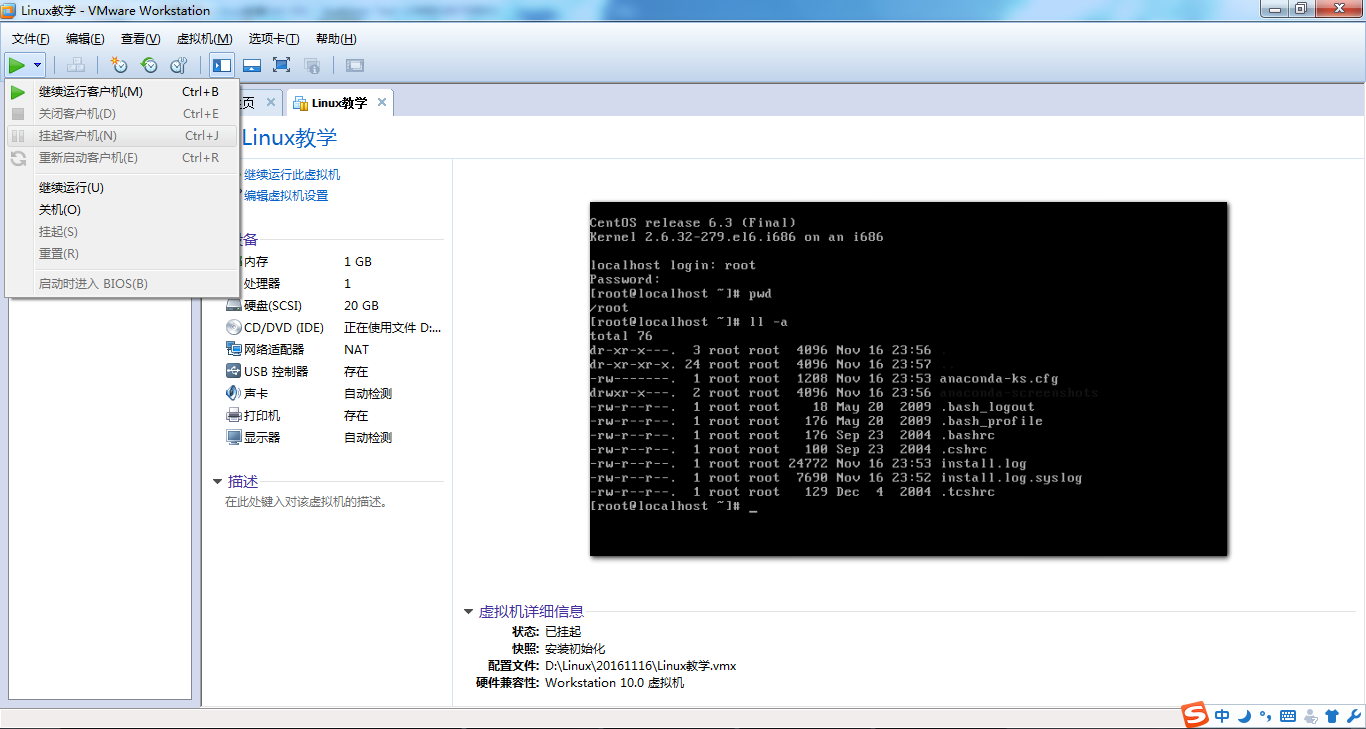 Linux教学 - VMware Workstation
文件(F) 编辑(E) 查看(V) 虚拟机(M) 选项卡(T) 帮助(H)
继续运行客户机(M) Ctrl+B
关闭客户机(D) Ctrl+E
挂起客户机(N) Ctrl+J
重新启动客户机(E) Ctrl+R
继续运行(U)
关机(O)
挂起(S)
重置(R)
启动时进入 BIOS(B)
页 Linux教学
Linux教学
继续运行此虚拟机
编辑虚拟机设置
备
内存 1 GB
处理器 1
硬盘(SCSI) 20 GB
CD/DVD (IDE) 正在使用文件 D:...
网络适配器 NAT
USB 控制器 存在
声卡 自动检测
打印机 存在
显示器 自动检测
描述
在此处键入对该虚拟机的描述。
CentOS release 6.3 (Final)
Kernel 2.6.32-279.el6.i686 on an i686
localhost login: root
Password:
[root@localhost ~]# pwd
/root
[root@localhost ~]# ll -a
total 76
dr-xr-x---. 3 root root 4096 Nov 16 23:56 .
dr-xr-xr-x. 24 root root 4096 Nov 16 23:57 ..
-rw-------. 1 root root 1208 Nov 16 23:53 anaconda-ks.cfg
drwxr-x---. 2 root root 4096 Nov 16 23:56 anaconda-screenshots
-rw-r--r--. 1 root root 18 May 20 2009 .bash_logout
-rw-r--r--. 1 root root 176 May 20 2009 .bash_profile
-rw-r--r--. 1 root root 176 Sep 23 2004 .bashrc
-rw-r--r--. 1 root root 100 Sep 23 2004 .cshrc
-rw-r--r--. 1 root root 24772 Nov 16 23:53 install.log
-rw-r--r--. 1 root root 7690 Nov 16 23:52 install.log.syslog
-rw-r--r--. 1 root root 129 Dec 4 2004 .tcshrc
[root@localhost ~]# _
虚拟机详细信息
状态: 已挂起
快照: 安装初始化
配置文件: D:\Linux\20161116\Linux教学.vmx
硬件兼容性: Workstation 10.0 虚拟机
S 中